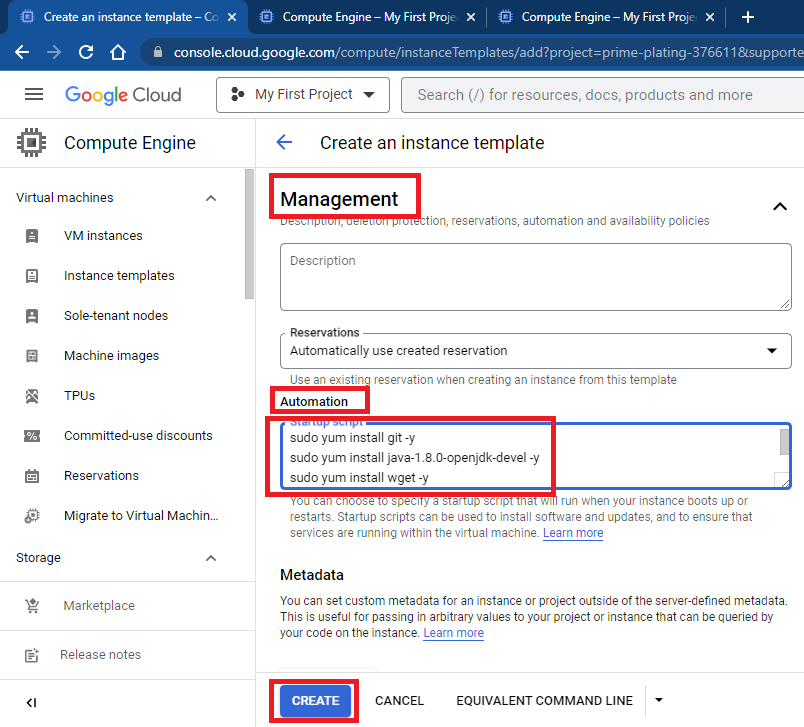 Create an instance template – Co
Compute Engine – My First Proje
Compute Engine – My First Proje
console.cloud.google.com/compute/instanceTemplates/add?project=prime-plating-376611&supporte
Google Cloud
My First Project
Search (/) for resources, docs, products and more
Compute Engine
Create an instance template
Virtual machines
VM instances
Instance templates
Sole-tenant nodes
Machine images
TPUs
Committed-use discounts
Reservations
Migrate to Virtual Machin...
Storage
Marketplace
Release notes
Management
Description, deletion protection, reservations, automation and availability policies
Description
Reservations
Automatically use created reservation
Use an existing reservation when creating an instance from this template
Automation
Startup script
sudo yum install git -y
sudo yum install java-1.8.0-openjdk-devel -y
sudo yum install wget -y
You can choose to specify a startup script that will run when your instance boots up or
restarts. Startup scripts can be used to install software and updates, and to ensure that
services are running within the virtual machine. Learn more
Metadata
You can set custom metadata for an instance or project outside of the server-defined metadata.
This is useful for passing in arbitrary values to your project or instance that can be queried by
your code on the instance. Learn more
CREATE
CANCEL
EQUIVALENT COMMAND LINE